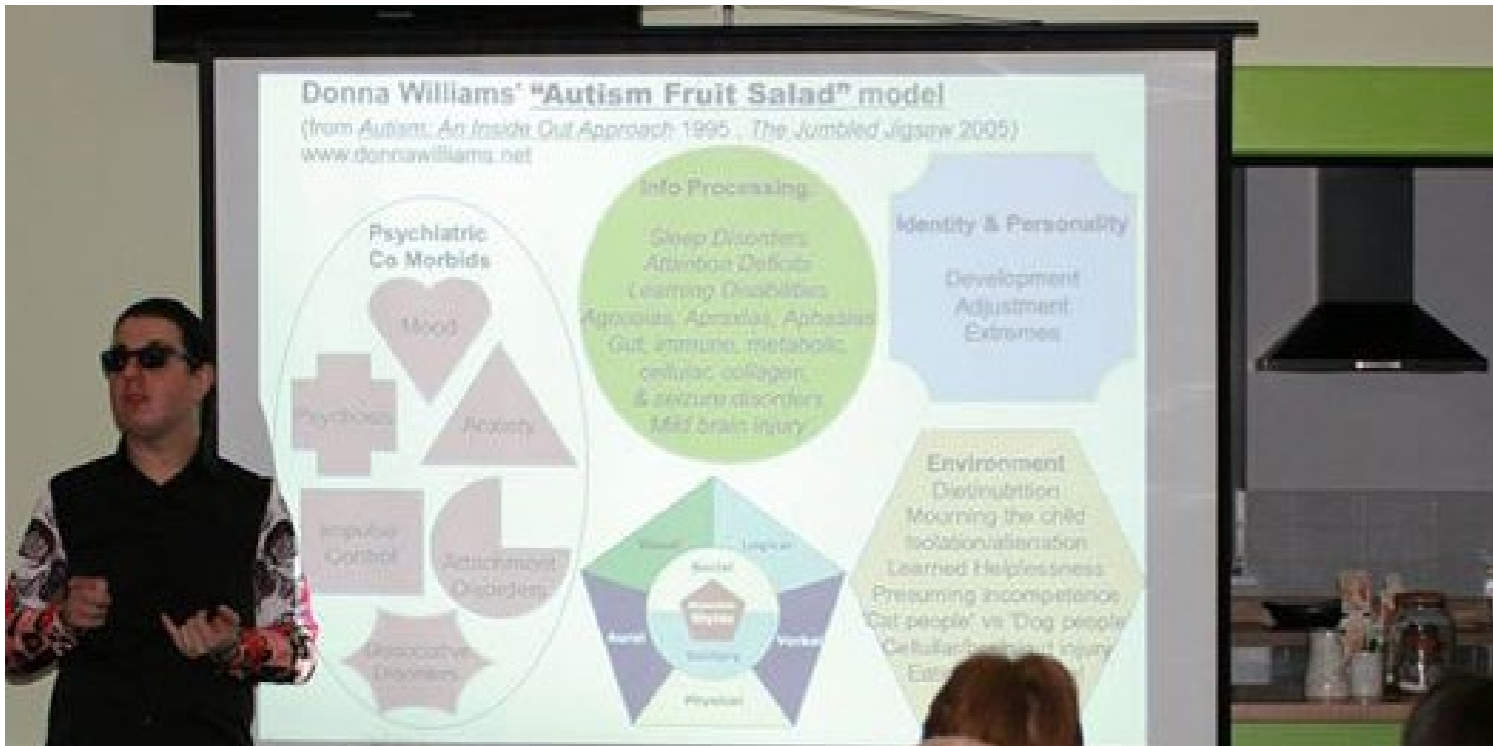 Donna Williams' "Autism Fruit Salad" model
(from Autism: An Inside Out Approach 1995 , The Jumbled Jigsaw 2005)
www.donnawilliams.net
Psychiatric
Co Morbids
Mood
Psychosis
Anxiety
Impulse
Control
Attachment
Disorders
Dissociative
Disorders
Info Processing:
Sleep Disorders
Attention Deficits
Learning Disabilities
Agnosias, Apraxias, Aphasias
Gut, immune, metabolic,
cellular, collagen,
& seizure disorders
Mild brain injury
Identity & Personality
Development
Adjustment
Extremes
Visual
Logical
Social
Aural
Verbal
Solitary
Physical
Environment
Diet/nutrition
Mourning the child
Isolation/alienation
Learned Helplessness
Presuming incompetence
'Cat people' vs 'Dog people'
injury